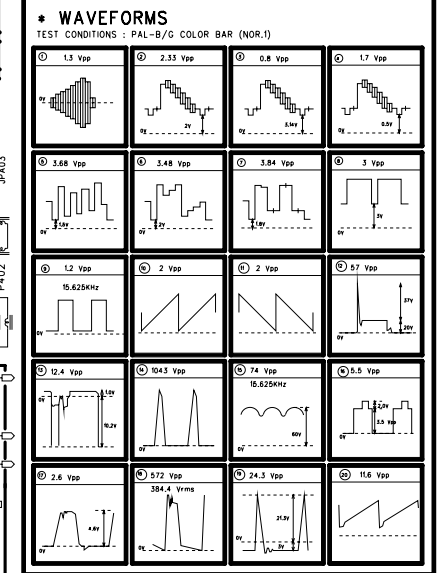 * WAVEFORMS
TEST CONDITIONS : PAL-B/G COLOR BAR (NOR.1)
1 1.3 Vpp
0V
2 2.33 Vpp
2V
0V
3 0.8 Vpp
3.14V
0V
4 1.7 Vpp
0.5V
0V
5 3.68 Vpp
1.8V
0V
6 3.48 Vpp
2V
0V
7 3.84 Vpp
1.8V
0V
8 3 Vpp
3V
0V
9 1.2 Vpp
15.625KHz
0V
10 2 Vpp
0V
11 2 Vpp
0V
12 57 Vpp
37V
20V
0V
13 12.4 Vpp
1.0V
0V
10.2V
14 1043 Vpp
0V
15 74 Vpp
15.625KHz
60V
0V
16 5.5 Vpp
2.0V
3.5 Vpp
0V
17 2.6 Vpp
4.6V
0V
18 572 Vpp
384.4 Vrms
0V
19 24.3 Vpp
21.3V
3V
0V
20 11.6 Vpp
0V
JPA03
P402